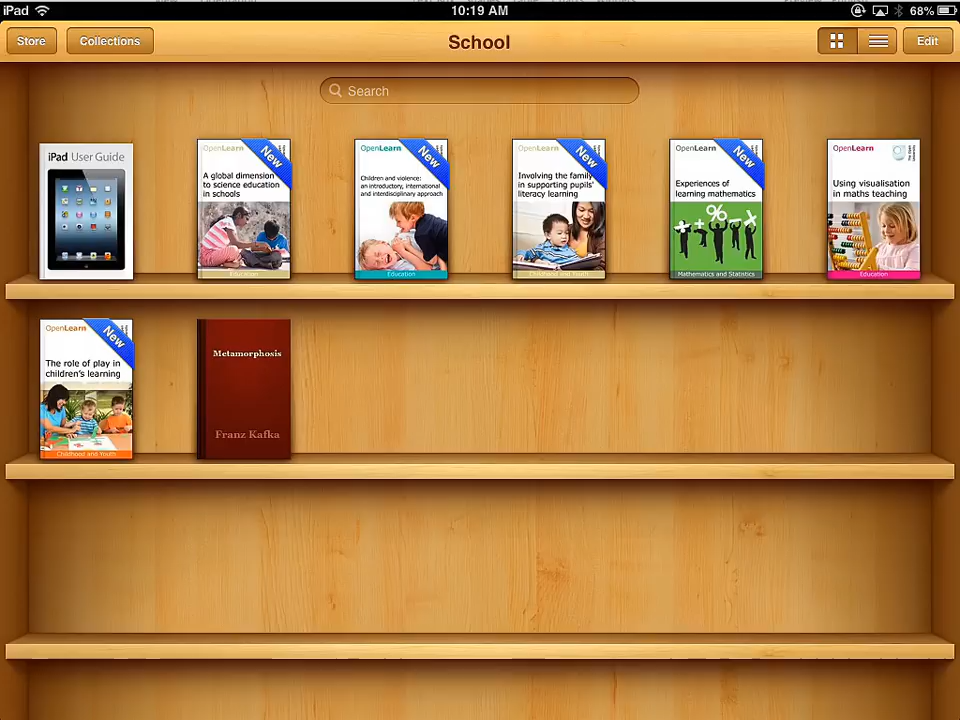 iPad 10:19 AM 68%
Store Collections School Edit
Search
iPad User Guide
OpenLearn
New
A global dimension
to science education
in schools
Education
OpenLearn
New
Children and violence:
an introductory, international
and interdisciplinary approach
Education
OpenLearn
New
Involving the family
in supporting pupils'
literacy learning
Childhood and Youth
OpenLearn
New
Experiences of
learning mathematics
Mathematics and Statistics
OpenLearn
Using visualisation
in maths teaching
Education
OpenLearn
New
The role of play in
children's learning
Childhood and Youth
Metamorphosis
Franz Kafka